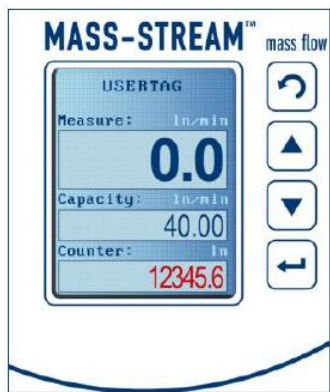 MASS-STREAM™ mass flow
USERTAG
Measure: ln/min
0.0
Capacity: ln/min
40.00
Counter: ln
12345.6